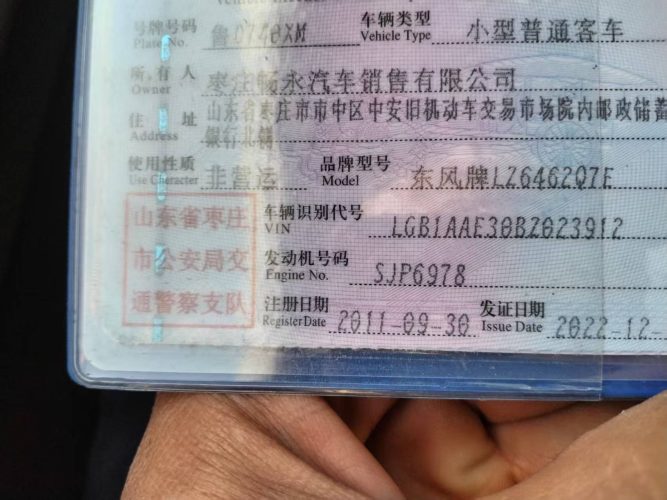 号牌号码 鲁D740XM 车辆类型 小型普通客车
Plate No. Vehicle Type
所有人 枣庄畅永汽车销售有限公司
Owner
住址 山东省枣庄市市中区中安旧机动车交易市场院内邮政储蓄
Address 银行北辅
使用性质 非营运 品牌型号 东风牌LZ6462Q7E
Use Character Model
山东省枣庄 车辆识别代号 LGB1AAE30BZ023912
VIN
市公安局交 发动机号码 SJP6978
Engine No.
通警察支队 注册日期 2011-09-30 发证日期 2022-12-
Register Date Issue Date